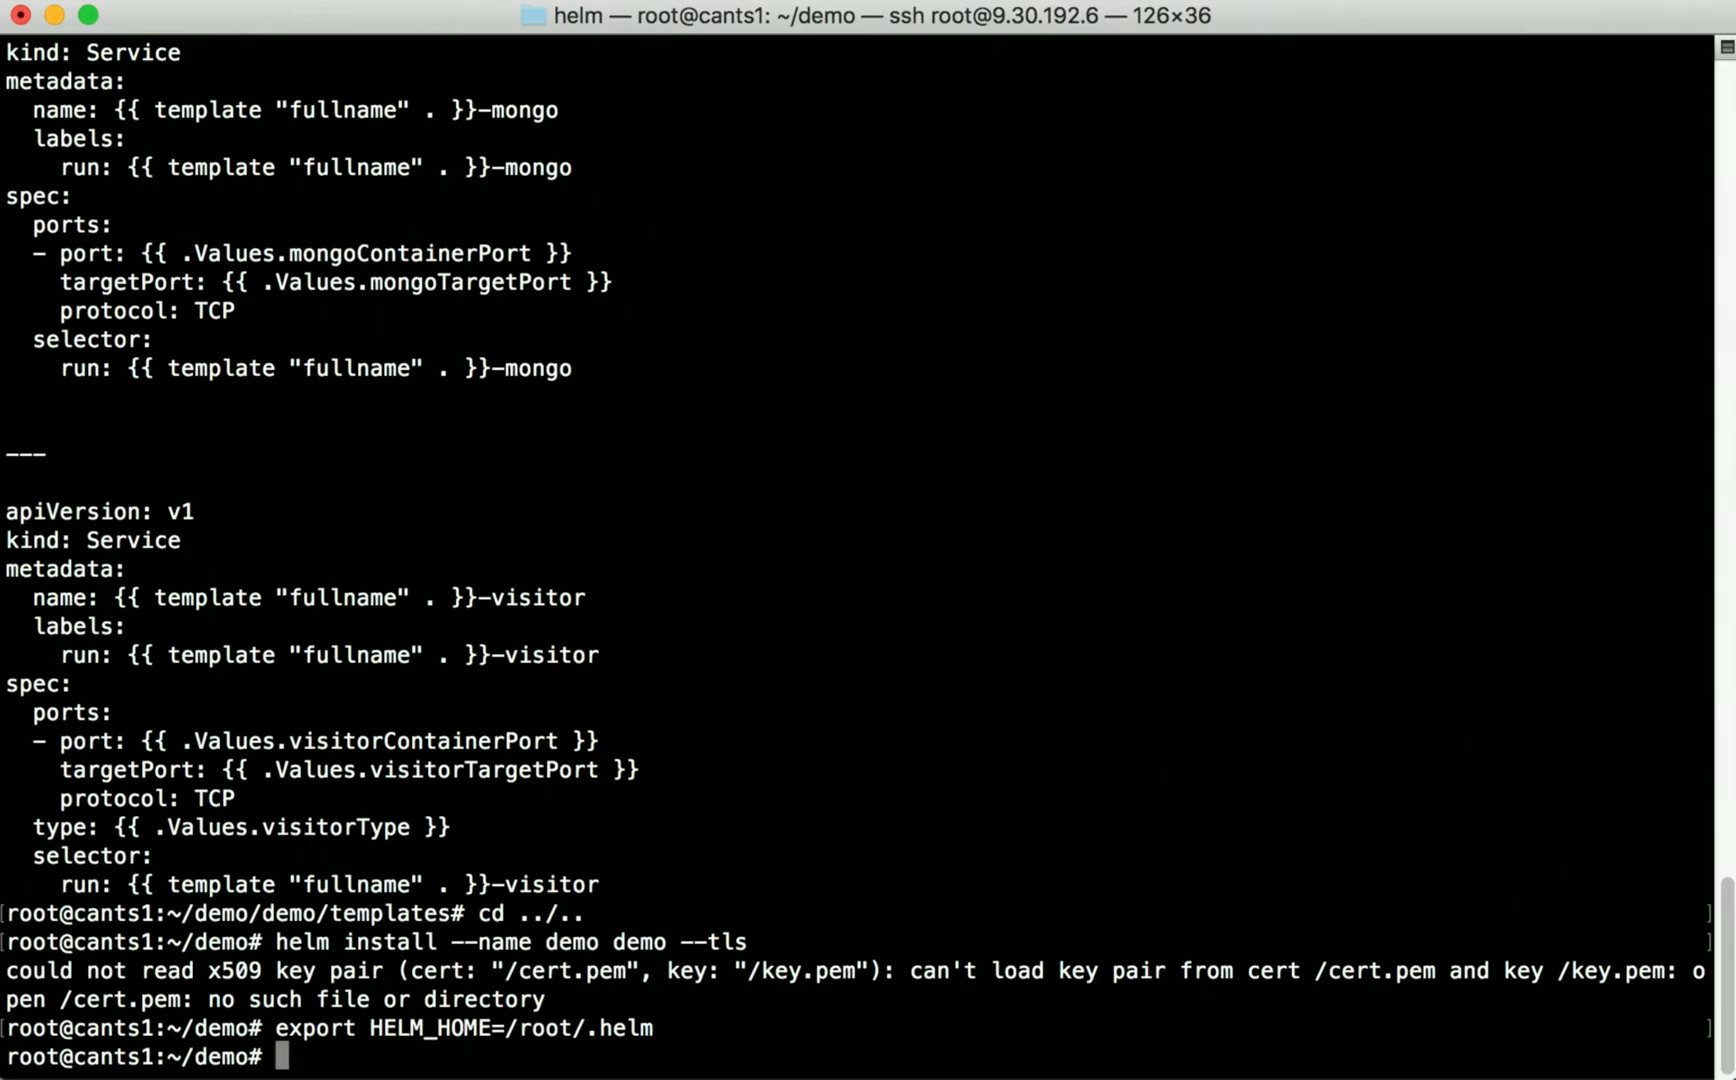 helm — root@cants1: ~/demo — ssh root@9.30.192.6 — 126×36
kind: Service
metadata:
  name: {{ template "fullname" . }}-mongo
  labels:
    run: {{ template "fullname" . }}-mongo
spec:
  ports:
  - port: {{ .Values.mongoContainerPort }}
    targetPort: {{ .Values.mongoTargetPort }}
    protocol: TCP
  selector:
    run: {{ template "fullname" . }}-mongo
---
apiVersion: v1
kind: Service
metadata:
  name: {{ template "fullname" . }}-visitor
  labels:
    run: {{ template "fullname" . }}-visitor
spec:
  ports:
  - port: {{ .Values.visitorContainerPort }}
    targetPort: {{ .Values.visitorTargetPort }}
    protocol: TCP
  type: {{ .Values.visitorType }}
  selector:
    run: {{ template "fullname" . }}-visitor
[root@cants1:~/demo/demo/templates# cd ../.. ]
[root@cants1:~/demo# helm install --name demo demo --tls ]
could not read x509 key pair (cert: "/cert.pem", key: "/key.pem"): can't load key pair from cert /cert.pem and key /key.pem: o
pen /cert.pem: no such file or directory
[root@cants1:~/demo# export HELM_HOME=/root/.helm ]
root@cants1:~/demo#